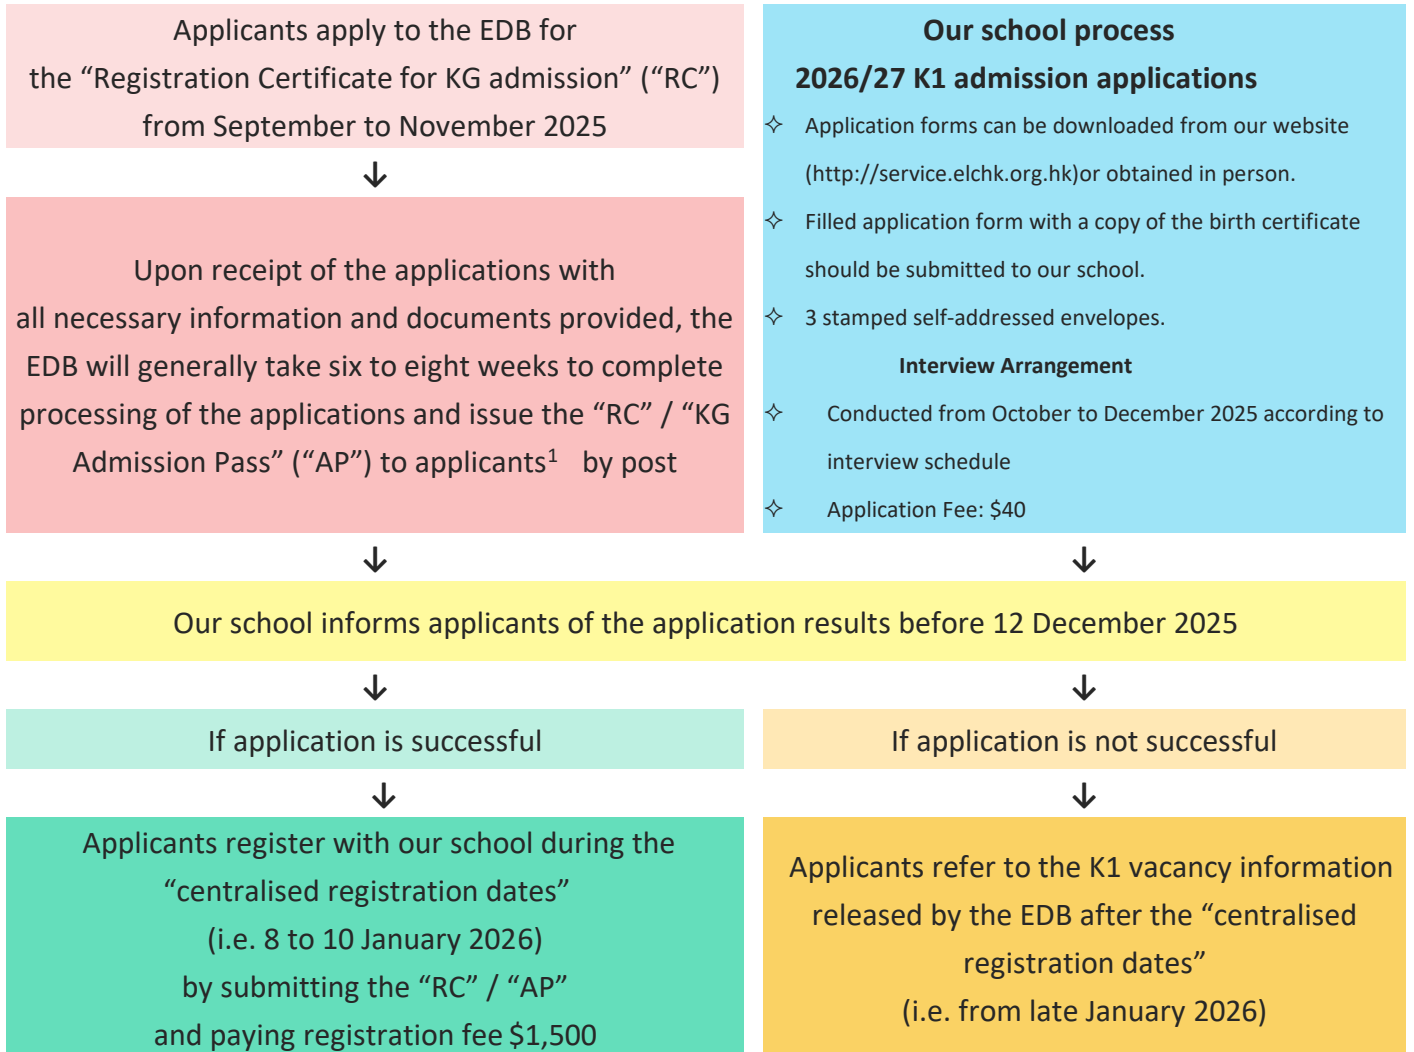 Applicants apply to the EDB for
the “Registration Certificate for KG admission” (“RC”)
from September to November 2025
↓
Upon receipt of the applications with
all necessary information and documents provided, the
EDB will generally take six to eight weeks to complete
processing of the applications and issue the “RC” / “KG
Admission Pass” (“AP”) to applicants¹ by post
↓
Our school process
2026/27 K1 admission applications
✧ Application forms can be downloaded from our website
(http://service.elchk.org.hk)or obtained in person.
✧ Filled application form with a copy of the birth certificate
should be submitted to our school.
✧ 3 stamped self-addressed envelopes.
Interview Arrangement
✧ Conducted from October to December 2025 according to
interview schedule
✧ Application Fee: $40
↓
Our school informs applicants of the application results before 12 December 2025
↓
If application is successful
↓
Applicants register with our school during the
“centralised registration dates”
(i.e. 8 to 10 January 2026)
by submitting the “RC” / “AP”
and paying registration fee $1,500
↓
If application is not successful
↓
Applicants refer to the K1 vacancy information
released by the EDB after the “centralised
registration dates”
(i.e. from late January 2026)